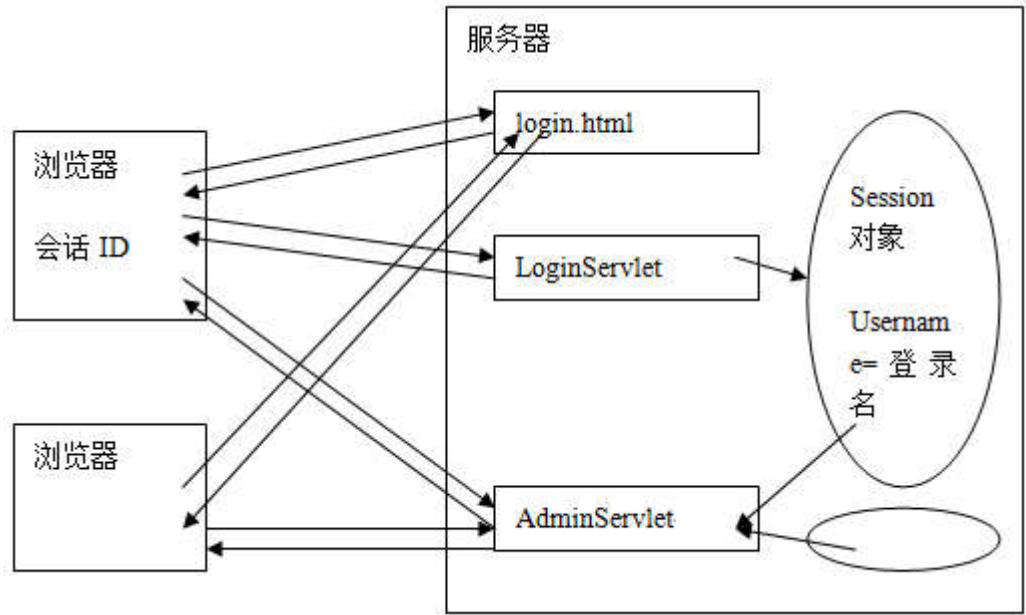 服务器
login.html
浏览器
会话 ID
Session
对象
LoginServlet
Usernam
e= 登 录
名
浏览器
AdminServlet